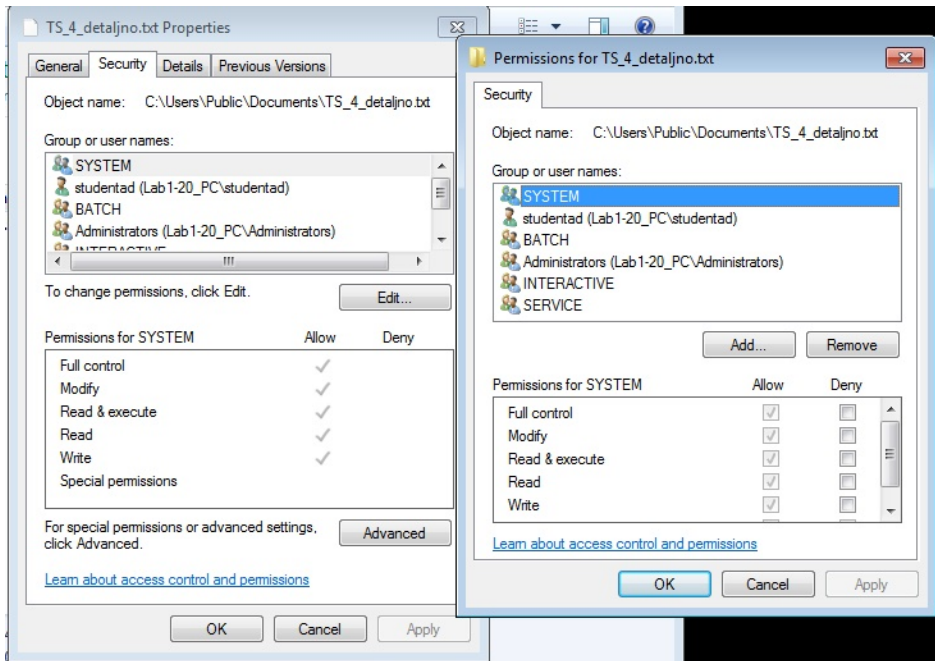 TS_4_detaljno.txt Properties
General Security Details Previous Versions
Object name: C:\Users\Public\Documents\TS_4_detaljno.txt
Group or user names:
SYSTEM
studentad (Lab1-20_PC\studentad)
BATCH
Administrators (Lab1-20_PC\Administrators)
INTERACTIVE
To change permissions, click Edit.
Edit...
Permissions for SYSTEM Allow Deny
Full control
Modify
Read & execute
Read
Write
Special permissions
For special permissions or advanced settings,
click Advanced.
Advanced
Learn about access control and permissions
OK Cancel Apply
Permissions for TS_4_detaljno.txt
Security
Object name: C:\Users\Public\Documents\TS_4_detaljno.txt
Group or user names:
SYSTEM
studentad (Lab1-20_PC\studentad)
BATCH
Administrators (Lab1-20_PC\Administrators)
INTERACTIVE
SERVICE
Add... Remove
Permissions for SYSTEM Allow Deny
Full control
Modify
Read & execute
Read
Write
Learn about access control and permissions
OK Cancel Apply